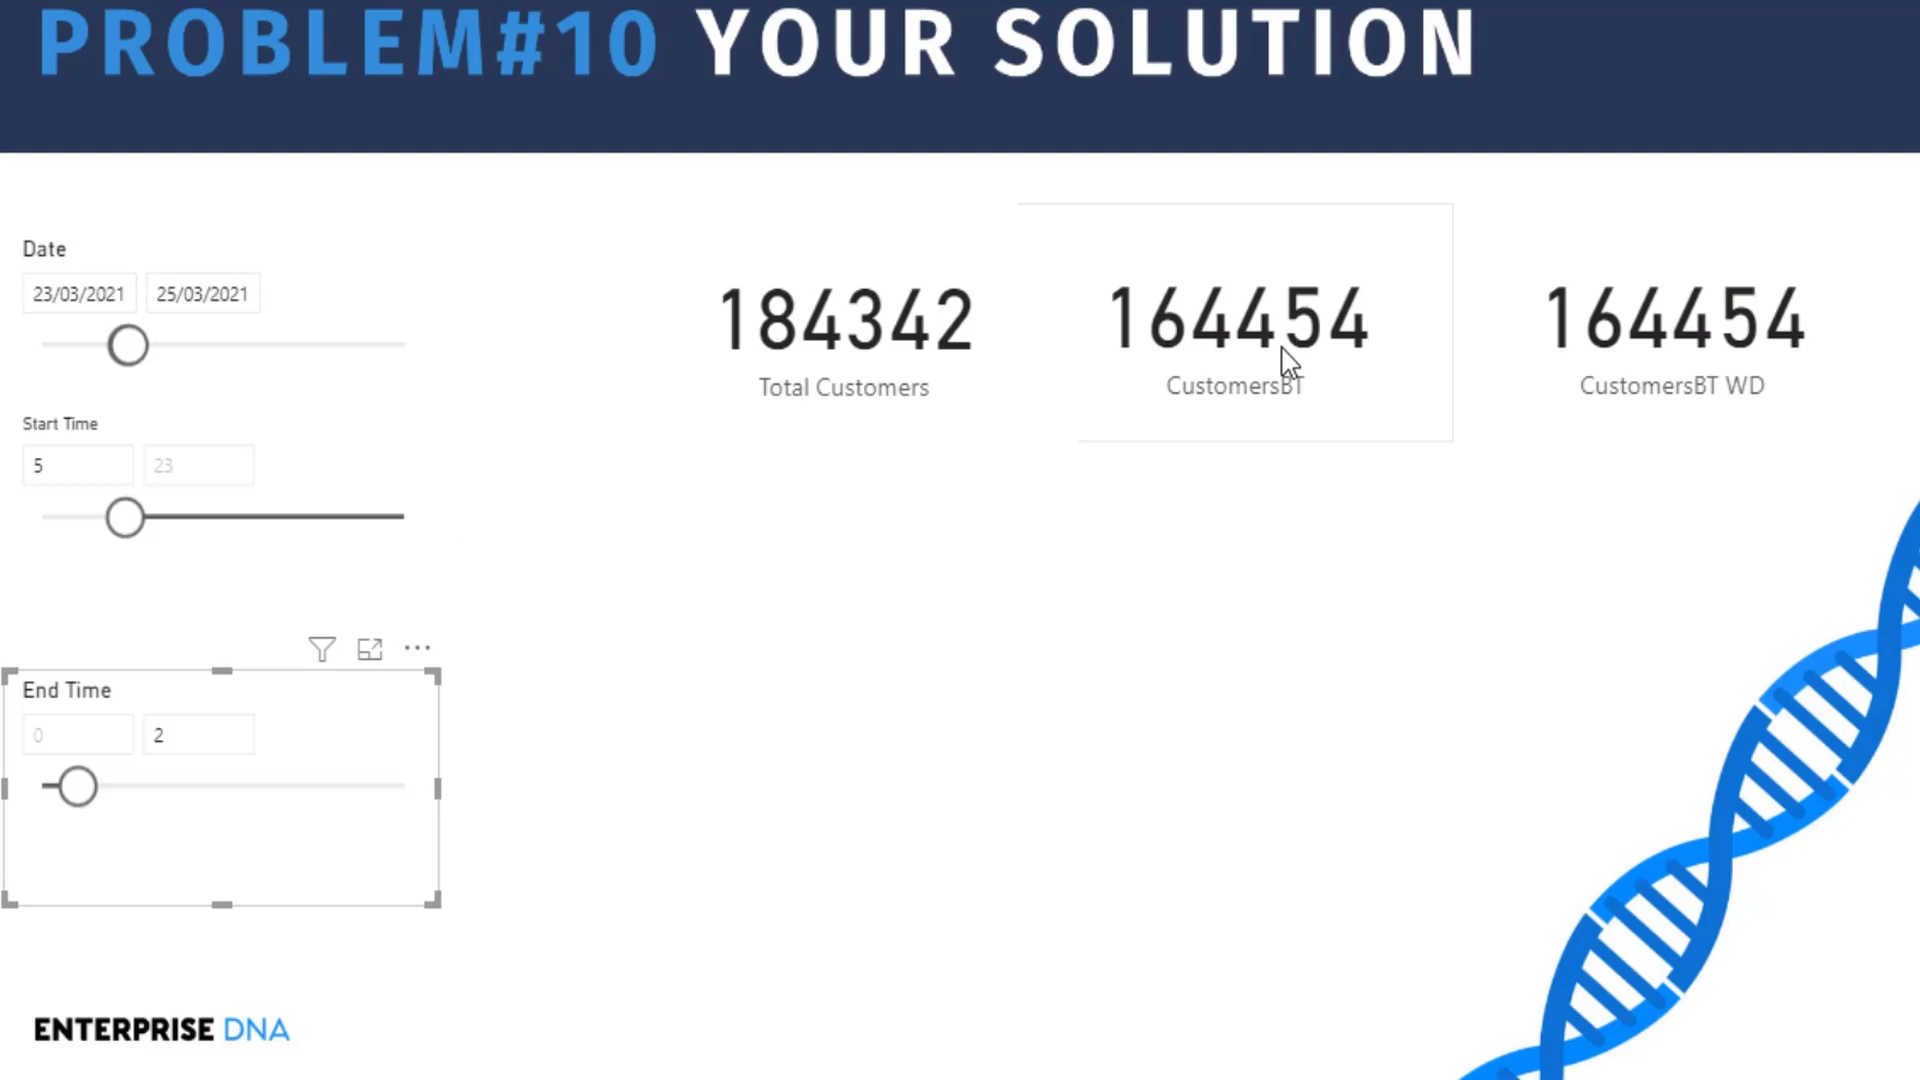 PROBLEM#10 YOUR SOLUTION
Date
23/03/2021 25/03/2021
Start Time
5 23
End Time
0 2
184342
Total Customers
164454
CustomersBT
164454
CustomersBT WD
ENTERPRISE DNA